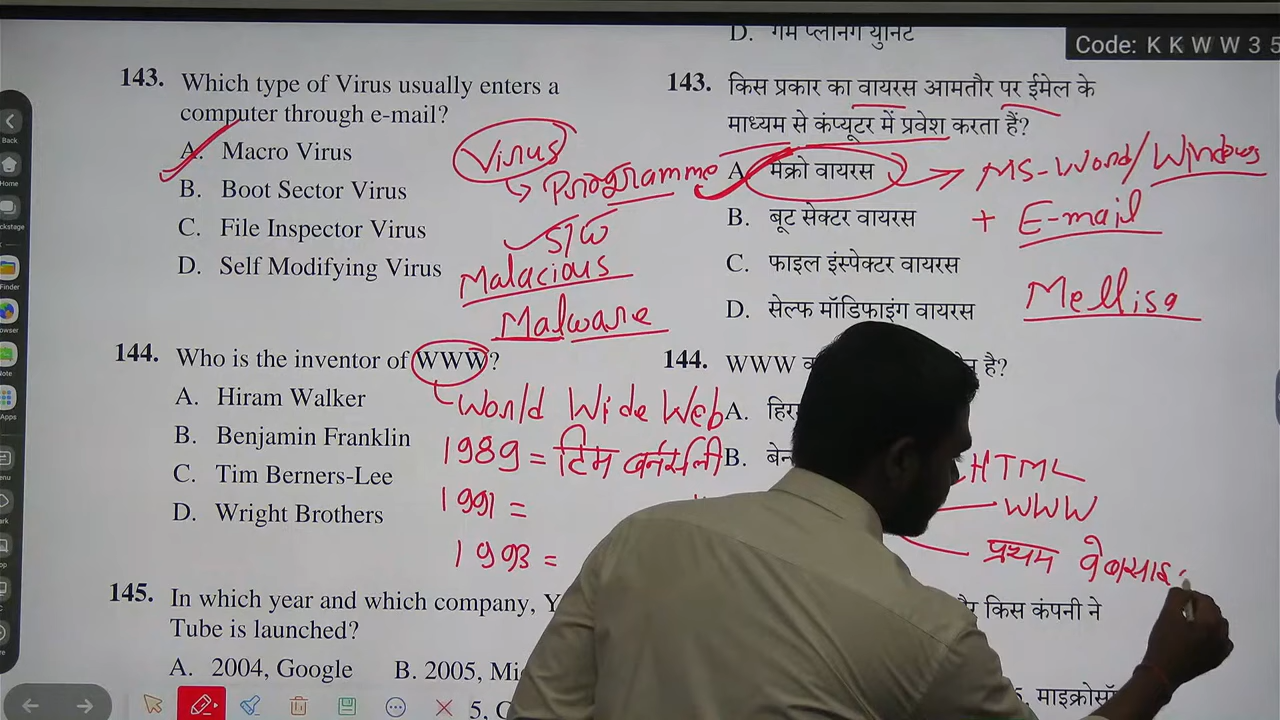 D. गेम प्लानिंग युनिट
Code: K K W W 3 5
143. Which type of Virus usually enters a
computer through e-mail?
A. Macro Virus
B. Boot Sector Virus
C. File Inspector Virus
D. Self Modifying Virus
Virus
Programme
S/W
Malacious
Malware
143. किस प्रकार का वायरस आमतौर पर ईमेल के
माध्यम से कंप्यूटर में प्रवेश करता हैं?
A. मैक्रो वायरस
B. बूट सेक्टर वायरस
C. फाइल इंस्पेक्टर वायरस
D. सेल्फ मॉडिफाइंग वायरस
MS-Word/Windows
+ E-mail
Mellisa
144. Who is the inventor of WWW?
A. Hiram Walker
B. Benjamin Franklin
C. Tim Berners-Lee
D. Wright Brothers
World Wide Web
1989 = टिम बर्नर्सली
1991 =
1993 =
144. WWW
है?
A.
B.
HTML
WWW
प्रथम वेबसाइ
145. In which year and which company,
Tube is launched?
A. 2004, Google B. 2005,
किस कंपनी ने
Back
Home
Finder
Note
Apps